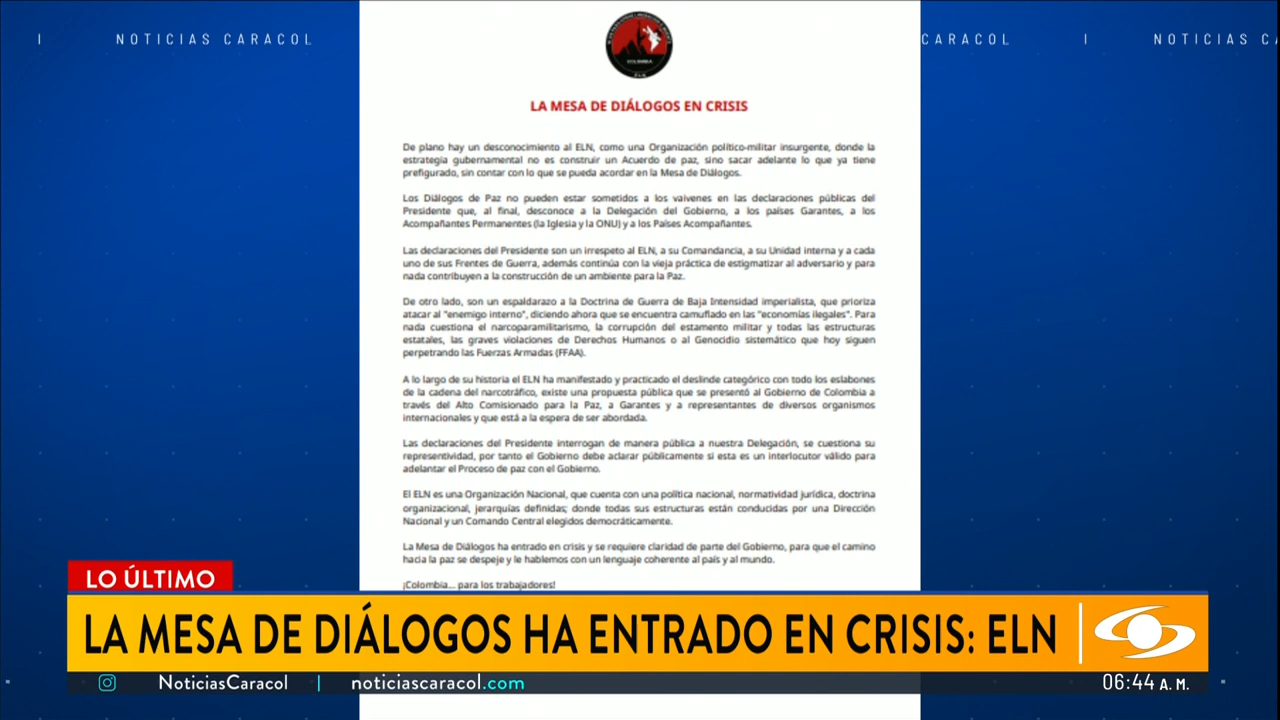 NOTICIAS CARACOL
CARACOL
NOTICIAS CA
COLOMBIA
ELN
LA MESA DE DIÁLOGOS EN CRISIS
De plano hay un desconocimiento al ELN, como una Organización político-militar insurgente, donde la
estrategia gubernamental no es construir un Acuerdo de paz, sino sacar adelante lo que ya tiene
prefigurado, sin contar con lo que se pueda acordar en la Mesa de Diálogos.
Los Diálogos de Paz no pueden estar sometidos a los vaivenes en las declaraciones públicas del
Presidente que, al final, desconoce a la Delegación del Gobierno, a los países Garantes, a los
Acompañantes Permanentes (la Iglesia y la ONU) y a los Países Acompañantes.
Las declaraciones del Presidente son un irrespeto al ELN, a su Comandancia, a su Unidad interna y a cada
uno de sus Frentes de Guerra, además continúa con la vieja práctica de estigmatizar al adversario y para
nada contribuyen a la construcción de un ambiente para la Paz.
De otro lado, son un espaldarazo a la Doctrina de Guerra de Baja Intensidad imperialista, que prioriza
atacar al "enemigo interno", diciendo ahora que se encuentra camuflado en las "economías ilegales". Para
nada cuestiona el narcoparamilitarismo, la corrupción del estamento militar y todas las estructuras
estatales, las graves violaciones de Derechos Humanos o al Genocidio sistemático que hoy siguen
perpetrando las Fuerzas Armadas (FFAA).
A lo largo de su historia el ELN ha manifestado y practicado el deslinde categórico con todo los eslabones
de la cadena del narcotráfico, existe una propuesta pública que se presentó al Gobierno de Colombia a
través del Alto Comisionado para la Paz, a Garantes y a representantes de diversos organismos
internacionales y que está a la espera de ser abordada.
Las declaraciones del Presidente interrogan de manera pública a nuestra Delegación, se cuestiona su
representividad, por tanto el Gobierno debe aclarar públicamente si esta es un interlocutor válido para
adelantar el Proceso de paz con el Gobierno.
El ELN es una Organización Nacional, que cuenta con una política nacional, normatividad jurídica, doctrina
organizacional, jerarquías definidas; donde todas sus estructuras están conducidas por una Dirección
Nacional y un Comando Central elegidos democráticamente.
La Mesa de Diálogos ha entrado en crisis y se requiere claridad de parte del Gobierno, para que el camino
hacia la paz se despeje y le hablemos con un lenguaje coherente al país y al mundo.
¡Colombia... para los trabajadores!
LO ÚLTIMO
LA MESA DE DIÁLOGOS HA ENTRADO EN CRISIS: ELN
NoticiasCaracol | noticiascaracol.com
06:44 A. M.